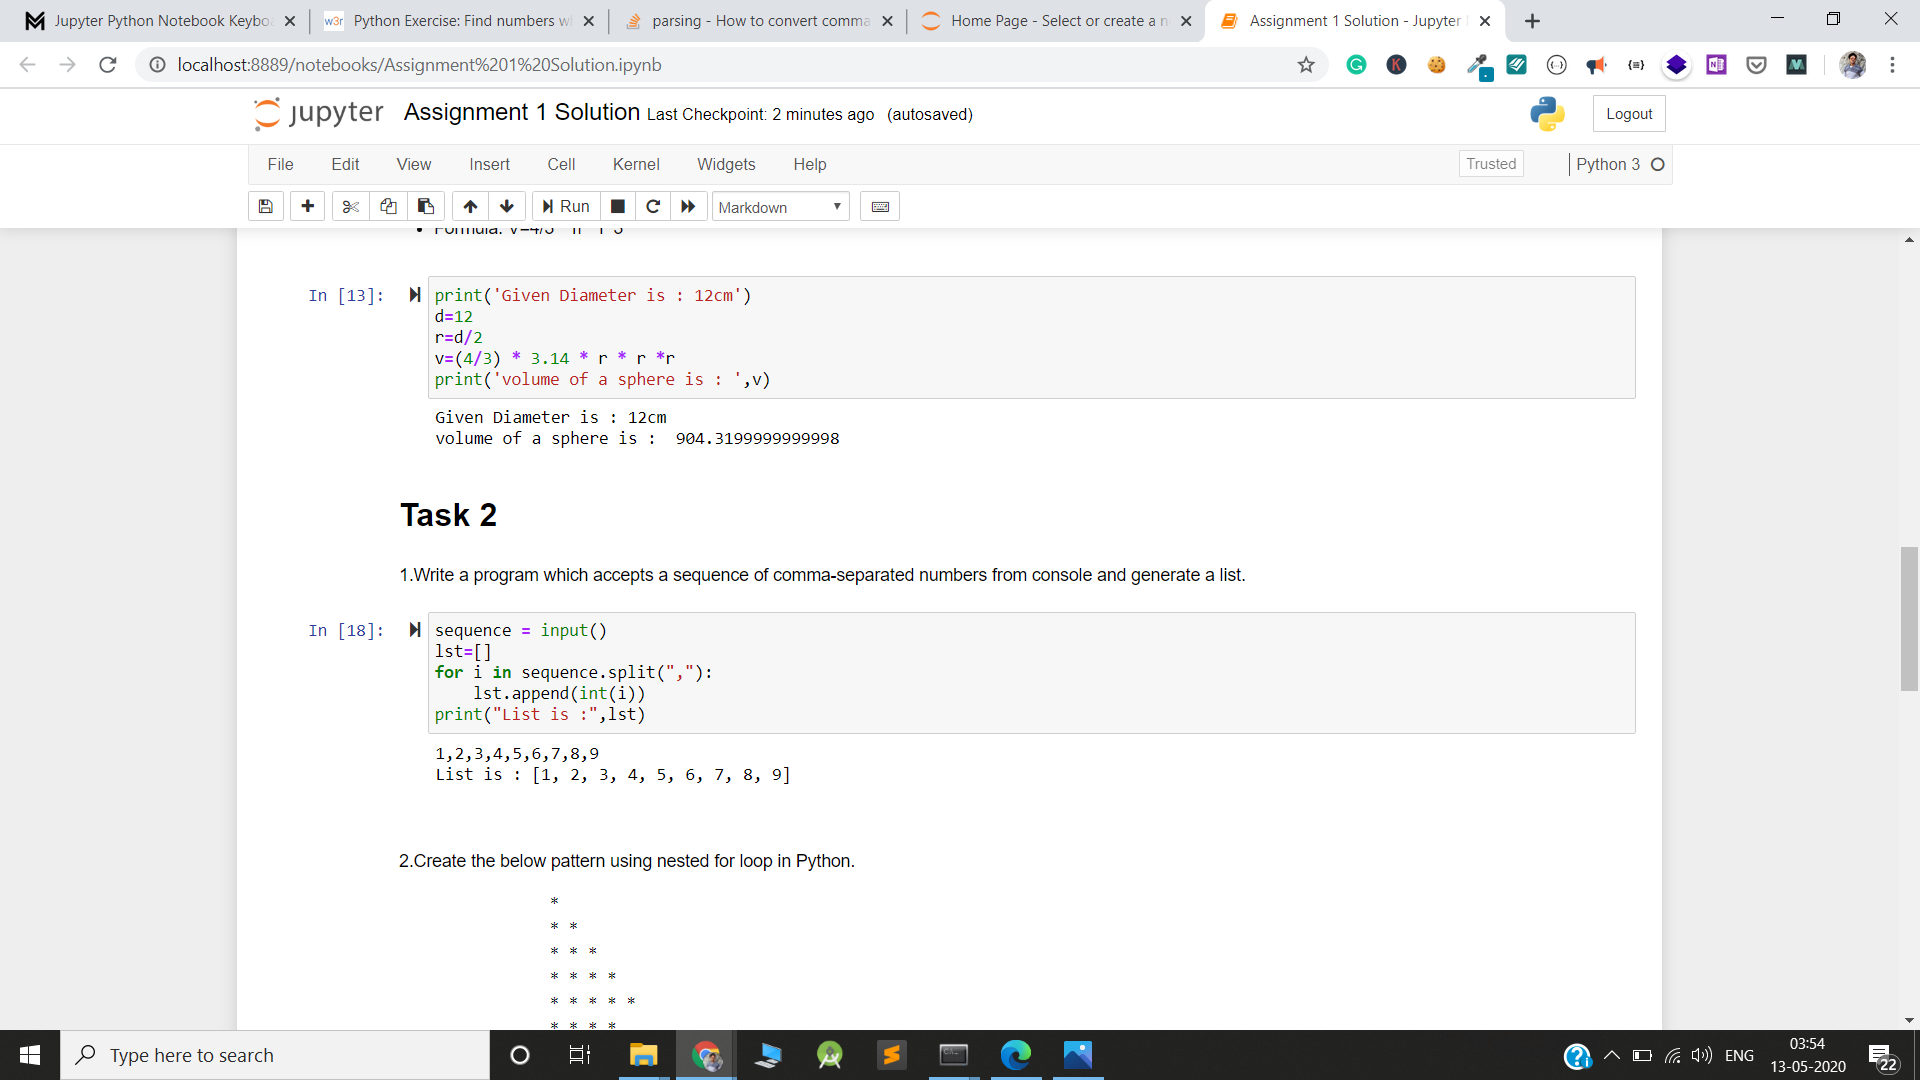 Jupyter Python Notebook Keybo
w3r Python Exercise: Find numbers w
parsing - How to convert comma
Home Page - Select or create a n
Assignment 1 Solution - Jupyter
localhost:8889/notebooks/Assignment%201%20Solution.ipynb
jupyter Assignment 1 Solution Last Checkpoint: 2 minutes ago (autosaved)
Logout
File Edit View Insert Cell Kernel Widgets Help
Trusted Python 3
Run Markdown
In [13]:
print('Given Diameter is : 12cm')
d=12
r=d/2
v=(4/3) * 3.14 * r * r *r
print('volume of a sphere is : ',v)
Given Diameter is : 12cm
volume of a sphere is :  904.3199999999998
Task 2
1.Write a program which accepts a sequence of comma-separated numbers from console and generate a list.
In [18]:
sequence = input()
lst=[]
for i in sequence.split(","):
    lst.append(int(i))
print("List is :",lst)
1,2,3,4,5,6,7,8,9
List is : [1, 2, 3, 4, 5, 6, 7, 8, 9]
2.Create the below pattern using nested for loop in Python.
*
* *
* * *
* * * *
* * * * *
* * * *
Type here to search
ENG
03:54
13-05-2020
22